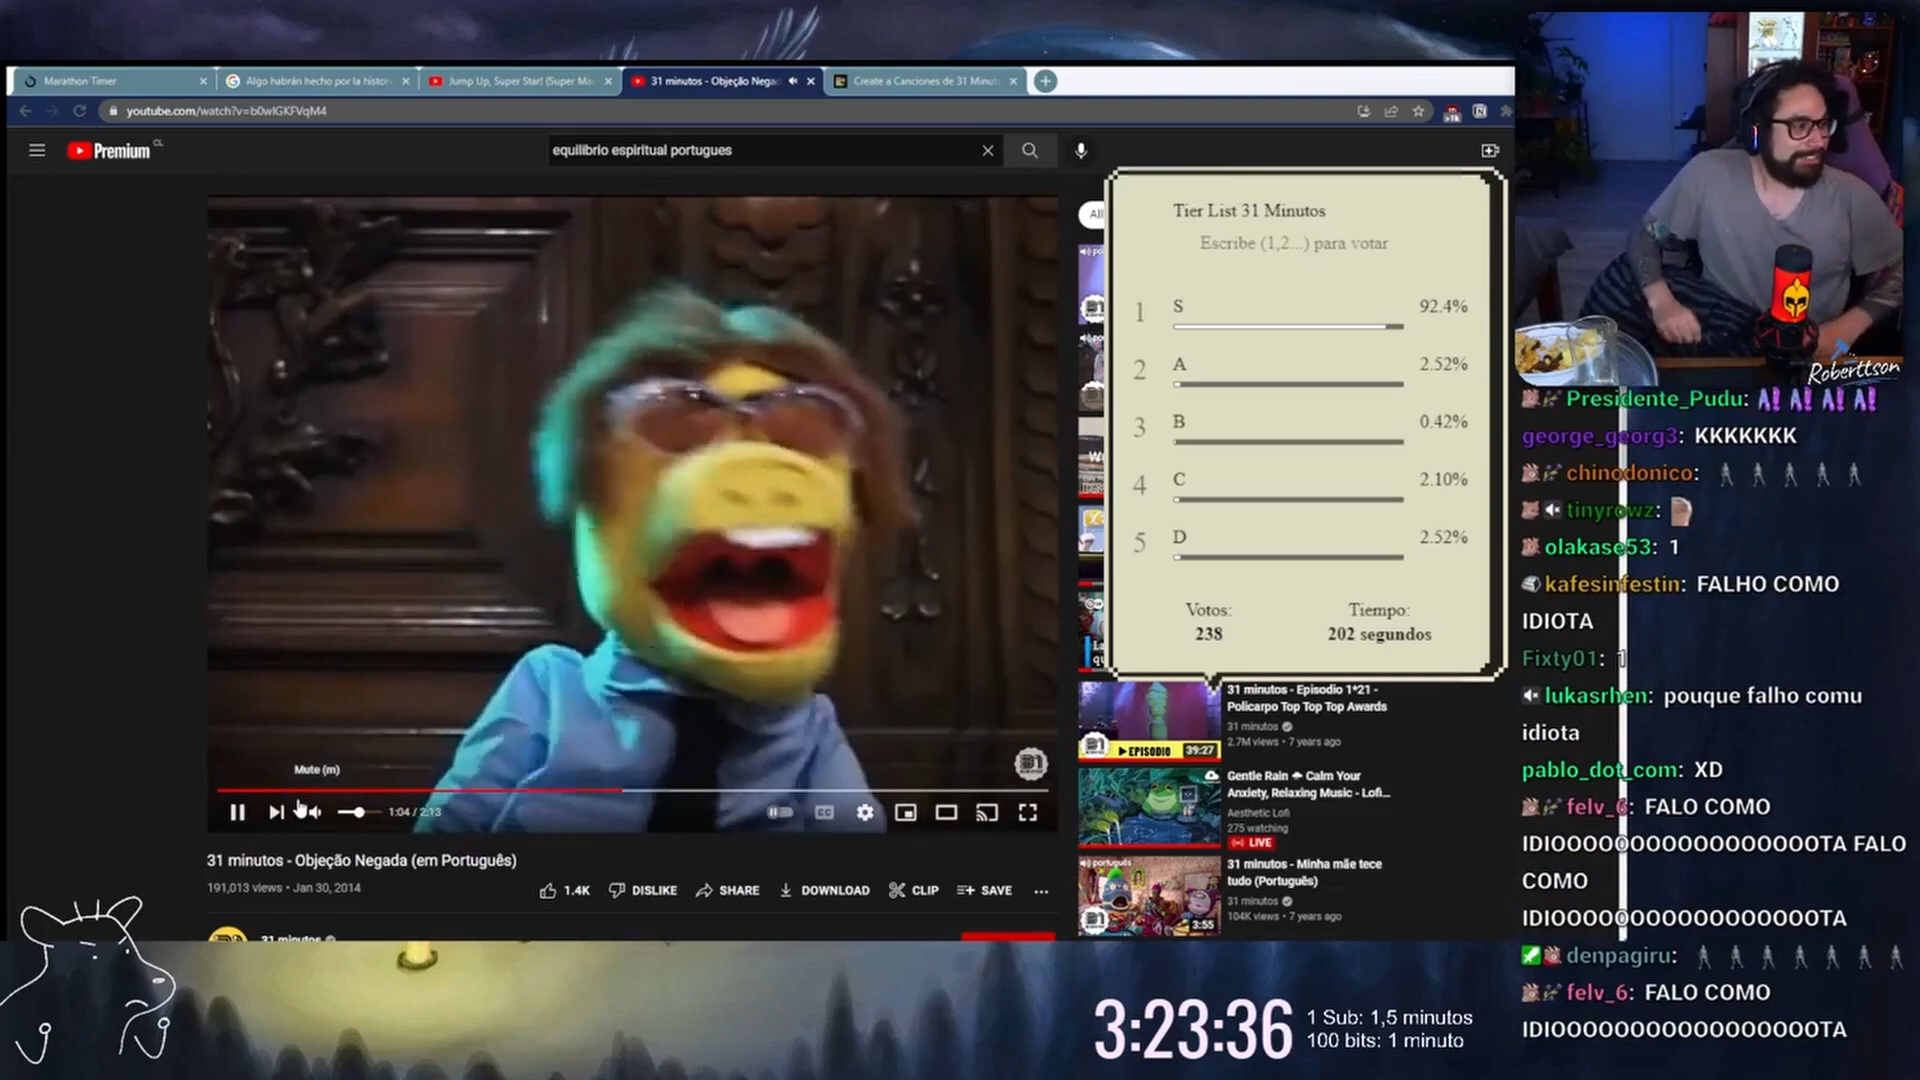 Marathon Timer
Algo habrán hecho por la histor
Jump Up, Super Star! (Super Ma
31 minutos - Objeção Nega
Create a Canciones de 31 Minut
youtube.com/watch?v=b0wIGKFVqM4
Premium CL
equilibrio espiritual portugues
All
Tier List 31 Minutos
Escribe (1,2...) para votar
1 S 92.4%
2 A 2.52%
3 B 0.42%
4 C 2.10%
5 D 2.52%
Votos: Tiempo:
238 202 segundos
Mute (m)
1:04 / 2:13
31
31 minutos - Objeção Negada (em Português)
191,013 views • Jan 30, 2014
1.4K DISLIKE SHARE DOWNLOAD CLIP SAVE
31 minutos
31 minutos - Episodio 1*21 -
Policarpo Top Top Top Awards
31 minutos
2.7M views • 7 years ago
31 EPISODIO 39:27
Gentle Rain ☁ Calm Your
Anxiety, Relaxing Music - Lofi...
Aesthetic Lofi
275 watching
LIVE
31 minutos - Minha mãe tece
tudo (Português)
31 minutos
104K views • 7 years ago
português
31 3:55
Roberttson
Presidente_Pudu: A! A! A! A!
george_georg3: KKKKKKK
chinodonico:
tinyrowz:
olakase53: 1
kafesinfestin: FALHO COMO
IDIOTA
Fixty01: 1
lukasrhen: pouque falho comu
idiota
pablo_dot_com: XD
felv_6: FALO COMO
IDIOOOOOOOOOOOOOOOOOOTA FALO
COMO
IDIOOOOOOOOOOOOOOOOOOTA
denpagiru:
felv_6: FALO COMO
IDIOOOOOOOOOOOOOOOOOOTA
3:23:36
1 Sub: 1,5 minutos
100 bits: 1 minuto